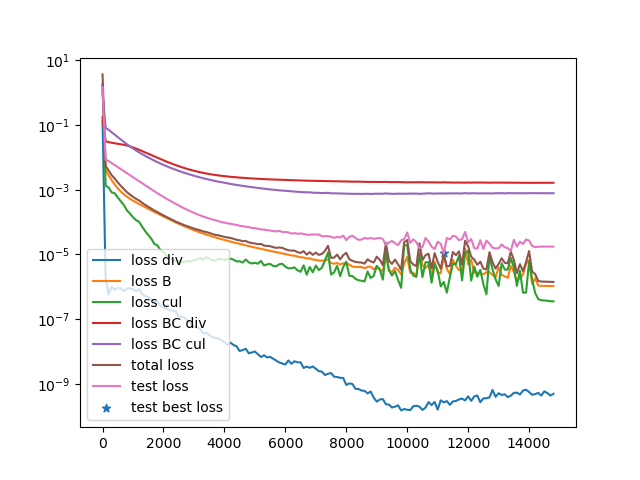 10^1
10^-1
10^-3
10^-5
10^-7
10^-9
loss div
loss B
loss cul
loss BC div
loss BC cul
total loss
test loss
test best loss
0 2000 4000 6000 8000 10000 12000 14000